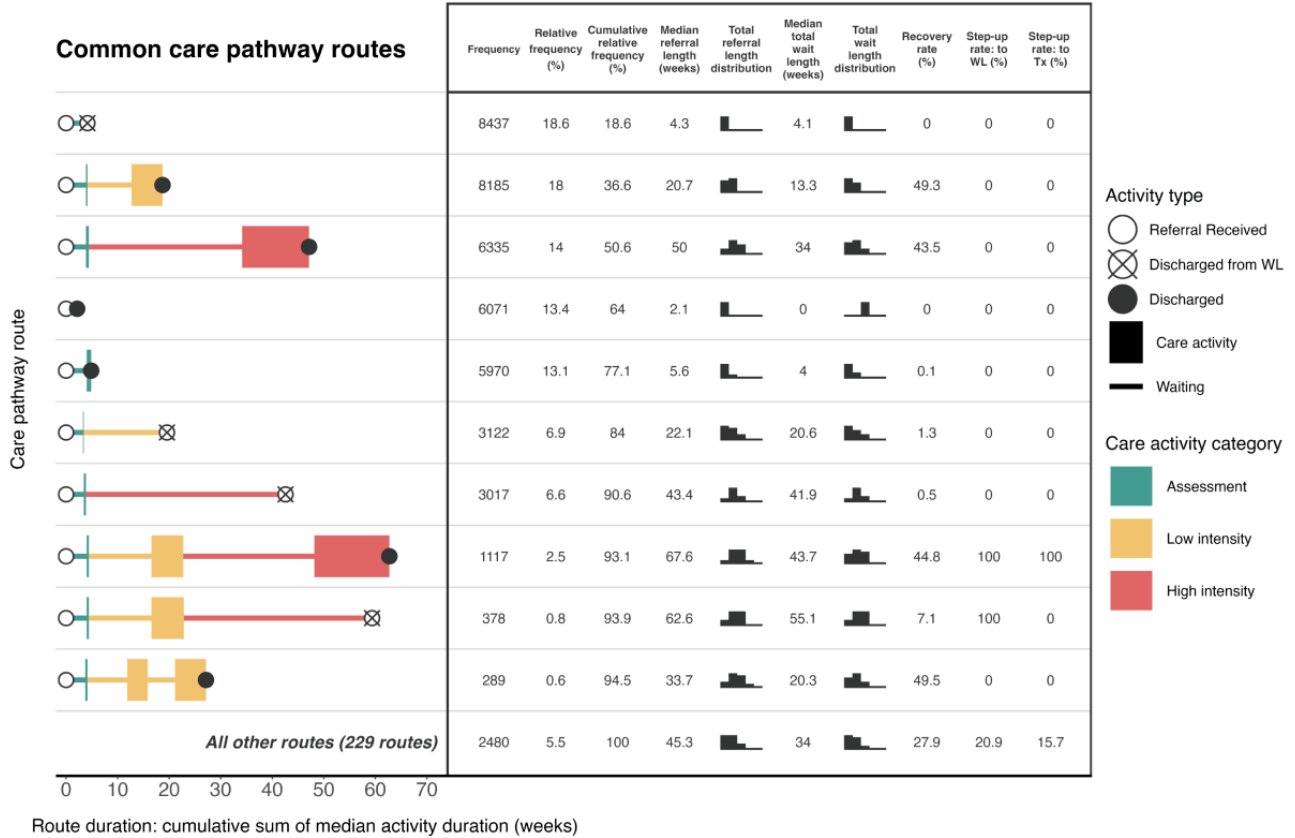 Common care pathway routes
Frequency
Relative
frequency
(%)
Cumulative
relative
frequency
(%)
Median
referral
length
(weeks)
Total
referral
length
distribution
Median
total
wait
length
(weeks)
Total
wait
length
distribution
Recovery
rate
(%)
Step-up
rate: to
WL (%)
Step-up
rate: to
Tx (%)
8437 18.6 18.6 4.3 4.1 0 0 0
8185 18 36.6 20.7 13.3 49.3 0 0
6335 14 50.6 50 34 43.5 0 0
6071 13.4 64 2.1 0 0 0 0
5970 13.1 77.1 5.6 4 0.1 0 0
3122 6.9 84 22.1 20.6 1.3 0 0
3017 6.6 90.6 43.4 41.9 0.5 0 0
1117 2.5 93.1 67.6 43.7 44.8 100 100
378 0.8 93.9 62.6 55.1 7.1 100 0
289 0.6 94.5 33.7 20.3 49.5 0 0
All other routes (229 routes) 2480 5.5 100 45.3 34 27.9 20.9 15.7
Care pathway route
0 10 20 30 40 50 60 70
Route duration: cumulative sum of median activity duration (weeks)
Activity type
Referral Received
Discharged from WL
Discharged
Care activity
Waiting
Care activity category
Assessment
Low intensity
High intensity